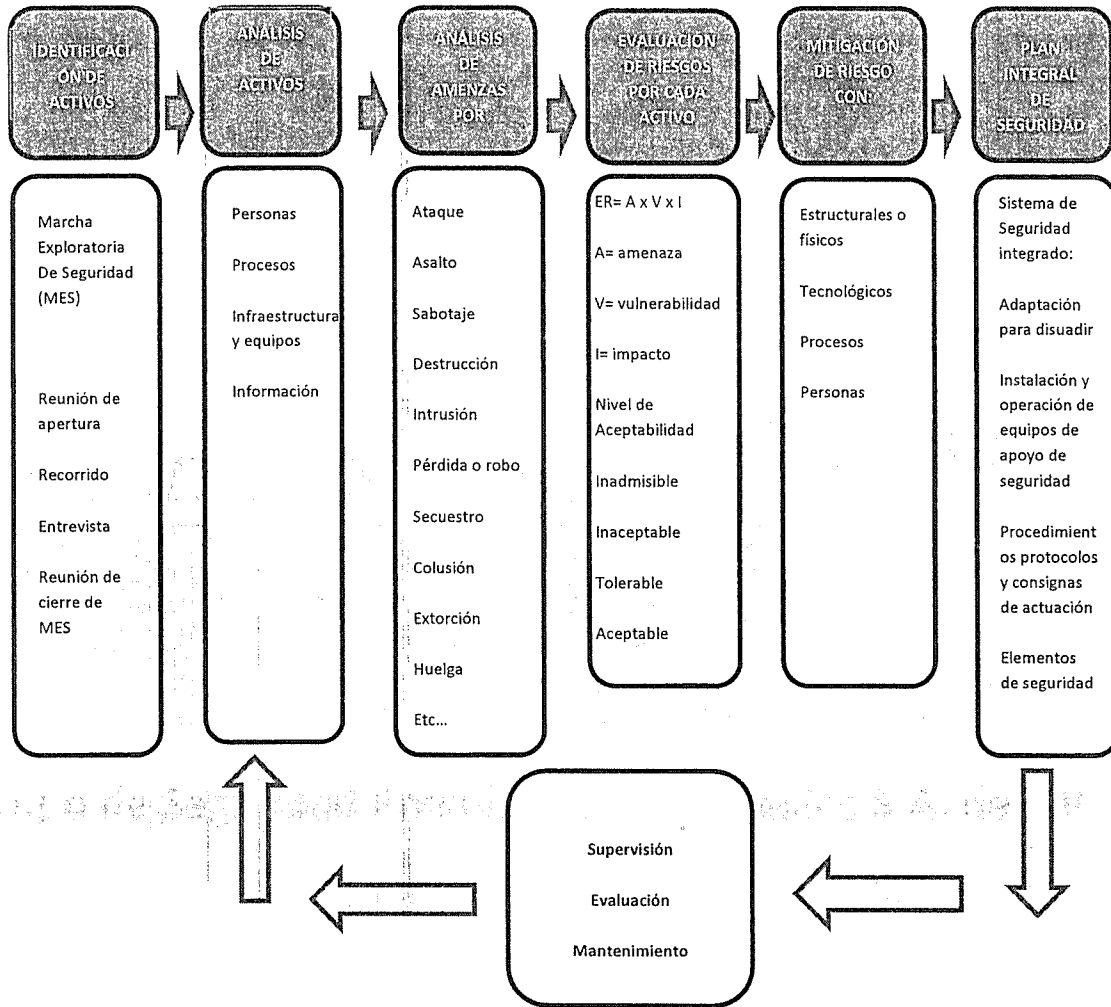 IDENTIFICACI
ÓN DE
ACTIVOS
ANÁLISIS
DE
ACTIVOS
ANÁLISIS
DE
AMENZAS
POR
EVALUACIÓN
DE RIESGOS
POR CADA
ACTIVO
MITIGACIÓN
DE RIESGO
CON:
PLAN
INTEGRAL
DE
SEGURIDAD
Marcha
Exploratoria
De Seguridad
(MES)
Reunión de
apertura
Recorrido
Entrevista
Reunión de
cierre de
MES
Personas
Procesos
Infraestructura
y equipos
Información
Ataque
Asalto
Sabotaje
Destrucción
Intrusión
Pérdida o robo
Secuestro
Colusión
Extorción
Huelga
Etc...
ER= A x V x I
A= amenaza
V= vulnerabilidad
I= impacto
Nivel de
Aceptabilidad
Inadmisible
Inaceptable
Tolerable
Aceptable
Estructurales o
físicos
Tecnológicos
Procesos
Personas
Sistema de
Seguridad
integrado:
Adaptación
para disuadir
Instalación y
operación de
equipos de
apoyo de
seguridad
Procedimient
os protocolos
y consignas
de actuación
Elementos
de seguridad
Supervisión
Evaluación
Mantenimiento